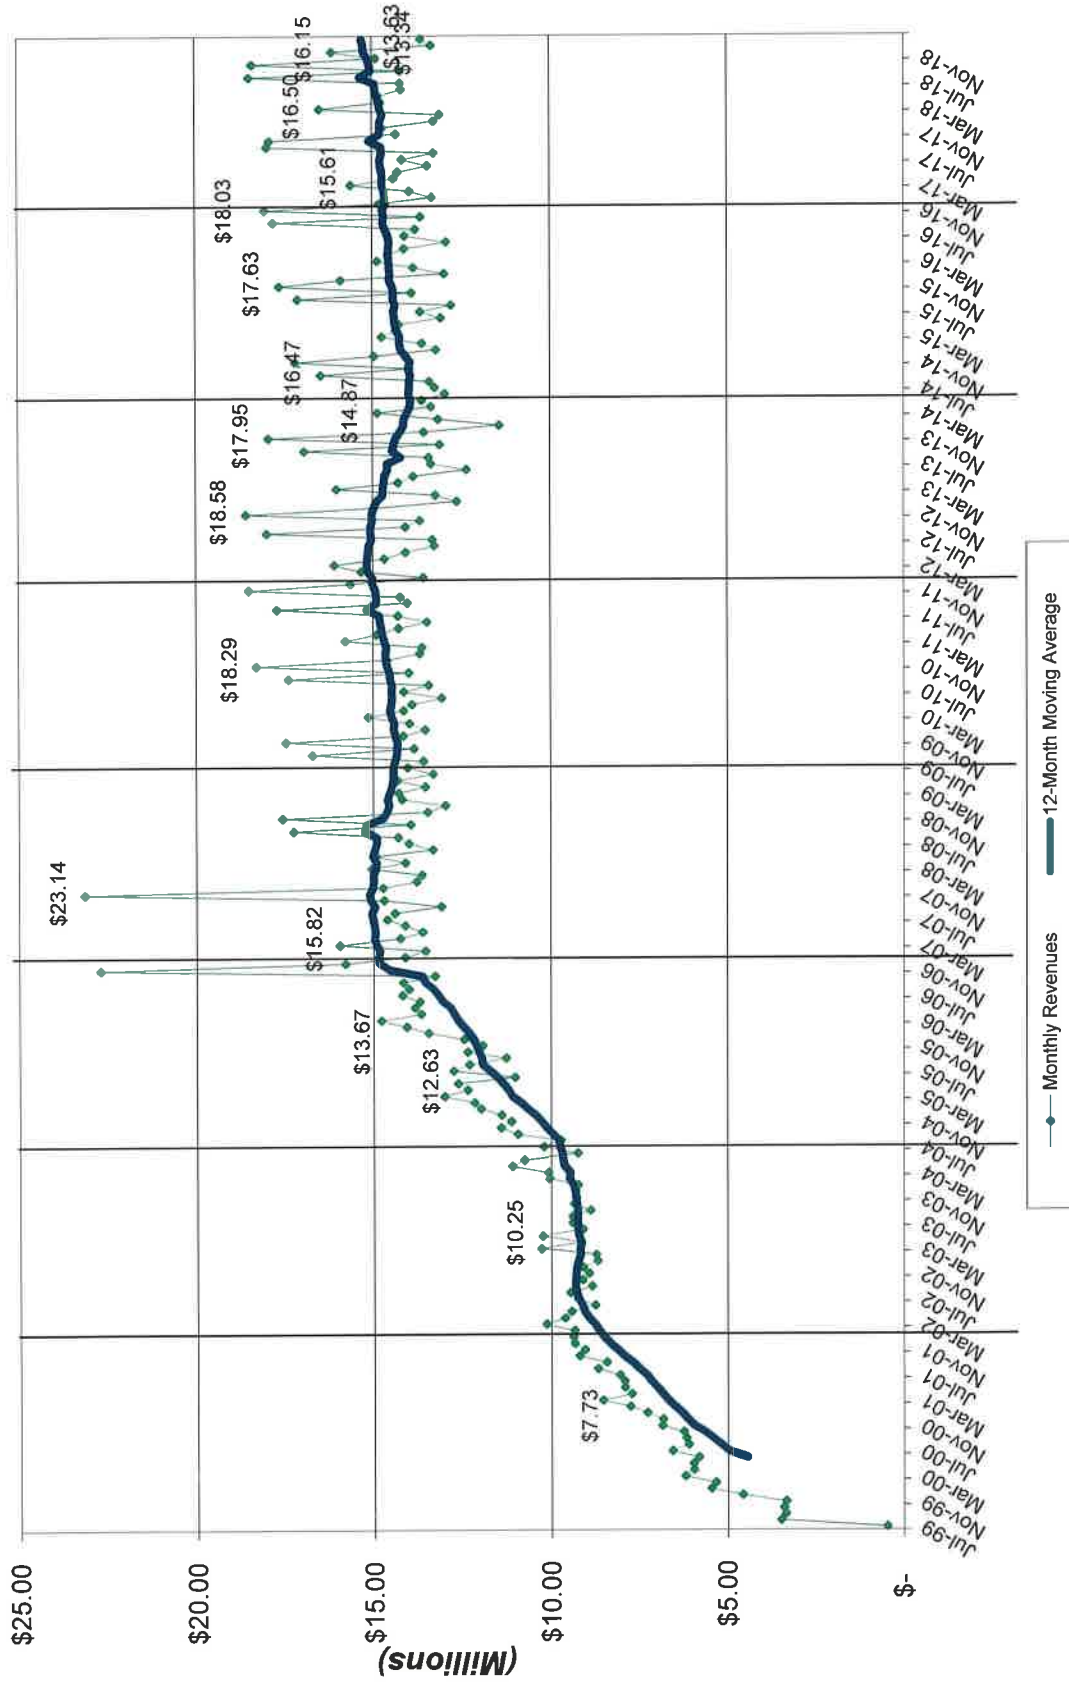 $25.00
$20.00
$15.00
$10.00
$5.00
$-
(Millions)
$7.73
$10.25
$12.63
$13.67
$15.82
$23.14
$18.29
$18.58
$17.95
$14.87
$16.47
$17.63
$18.03
$15.61
$16.50
$16.15
$13.63
$13.34
Jul-99
Nov-99
Mar-00
Jul-00
Nov-00
Mar-01
Jul-01
Nov-01
Mar-02
Jul-02
Nov-02
Mar-03
Jul-03
Nov-03
Mar-04
Jul-04
Nov-04
Mar-05
Jul-05
Nov-05
Mar-06
Jul-06
Nov-06
Mar-07
Jul-07
Nov-07
Mar-08
Jul-08
Nov-08
Mar-09
Jul-09
Nov-09
Mar-10
Jul-10
Nov-10
Mar-11
Jul-11
Nov-11
Mar-12
Jul-12
Nov-12
Mar-13
Jul-13
Nov-13
Mar-14
Jul-14
Nov-14
Mar-15
Jul-15
Nov-15
Mar-16
Jul-16
Nov-16
Mar-17
Jul-17
Nov-17
Mar-18
Jul-18
Nov-18
Monthly Revenues
12-Month Moving Average